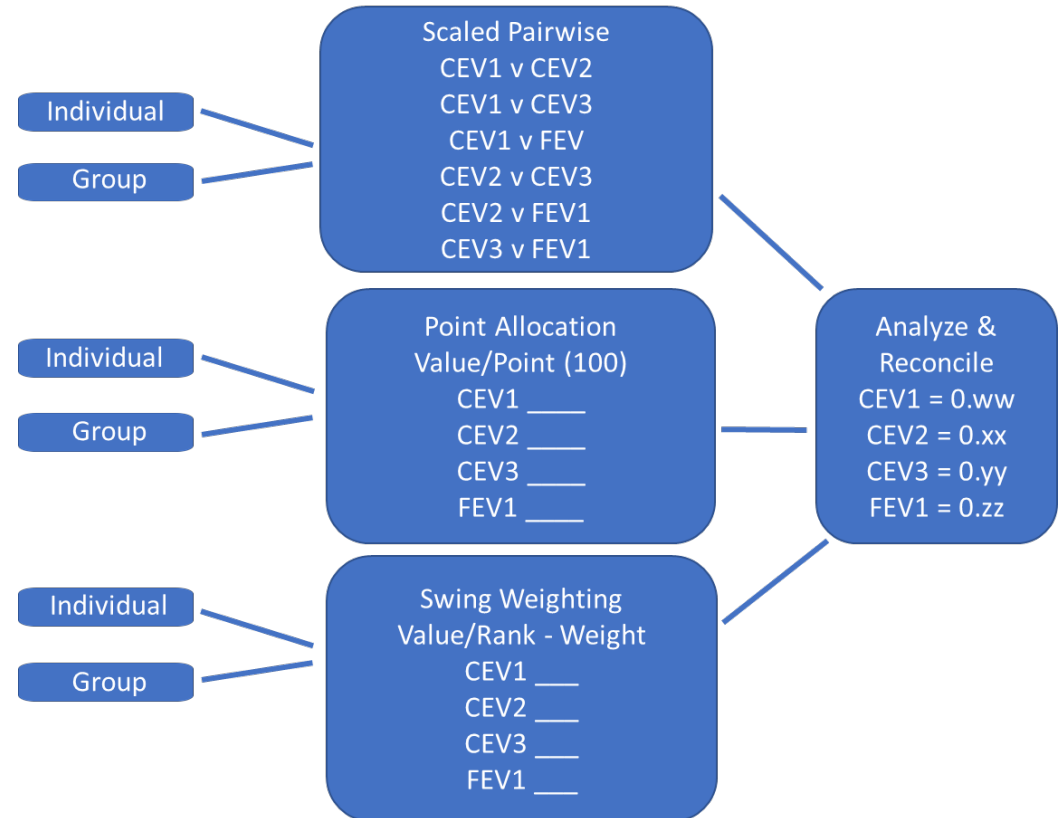 Individual
Group
Scaled Pairwise
CEV1 v CEV2
CEV1 v CEV3
CEV1 v FEV
CEV2 v CEV3
CEV2 v FEV1
CEV3 v FEV1
Individual
Group
Point Allocation
Value/Point (100)
CEV1 ____
CEV2 ____
CEV3 ____
FEV1 ____
Individual
Group
Swing Weighting
Value/Rank - Weight
CEV1 ___
CEV2 ___
CEV3 ___
FEV1 ___
Analyze &
Reconcile
CEV1 = 0.ww
CEV2 = 0.xx
CEV3 = 0.yy
FEV1 = 0.zz